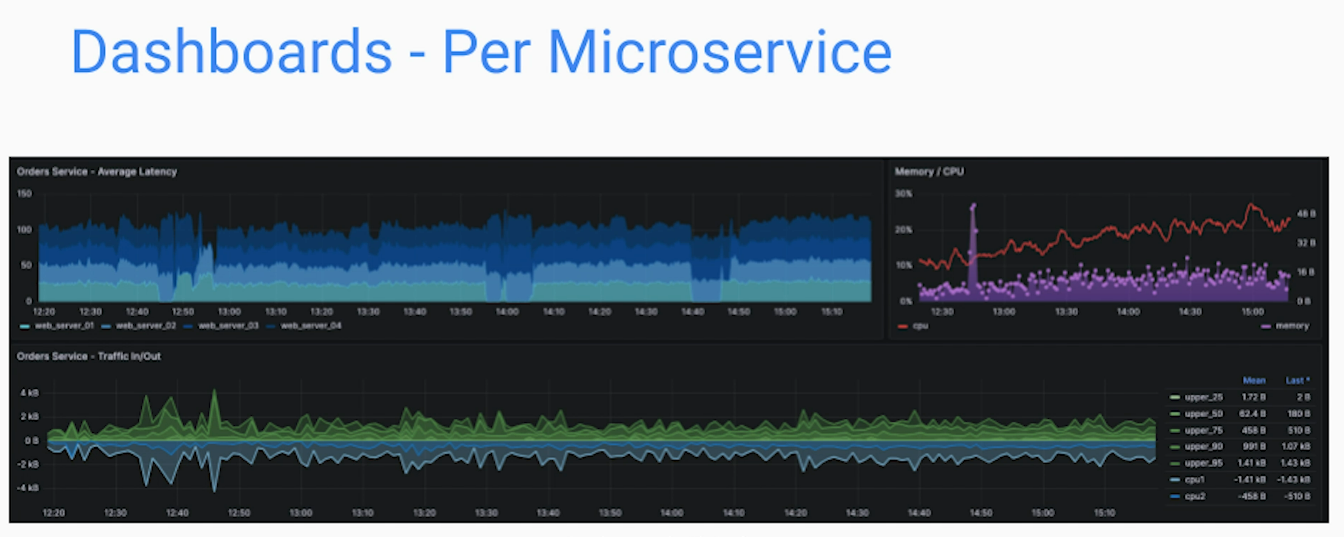 Dashboards - Per Microservice
Orders Service - Average Latency
150
100
50
0
12:20 12:30 12:40 12:50 13:00 13:10 13:20 13:30 13:40 13:50 14:00 14:10 14:20 14:30 14:40 14:50 15:00 15:10
web_server_01 web_server_02 web_server_03 web_server_04
Memory / CPU
30%
20%
10%
0%
48 B
32 B
16 B
0 B
12:30 13:00 13:30 14:00 14:30 15:00
cpu memory
Orders Service - Traffic In/Out
4 kB
2 kB
0 B
-2 kB
-4 kB
12:20 12:30 12:40 12:50 13:00 13:10 13:20 13:30 13:40 13:50 14:00 14:10 14:20 14:30 14:40 14:50 15:00 15:10
Mean Last *
upper_25 1.72 B 2 B
upper_50 62.4 B 180 B
upper_75 458 B 510 B
upper_90 991 B 1.07 kB
upper_95 1.41 kB 1.43 kB
cpu1 -1.41 kB -1.43 kB
cpu2 -458 B -510 B